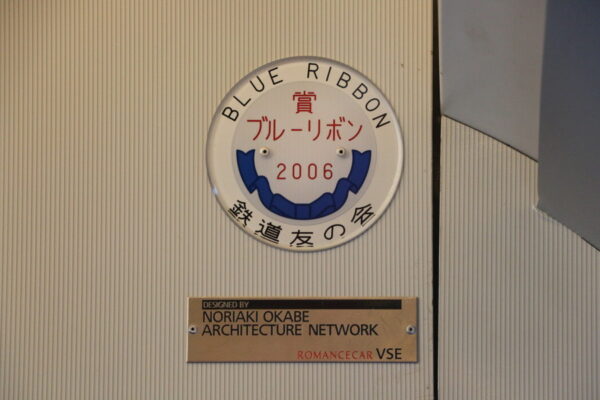 BLUE RIBBON
賞
ブルーリボン
2006
鉄道友の会
DESIGNED BY
NORIAKI OKABE
ARCHITECTURE NETWORK
ROMANCECAR VSE